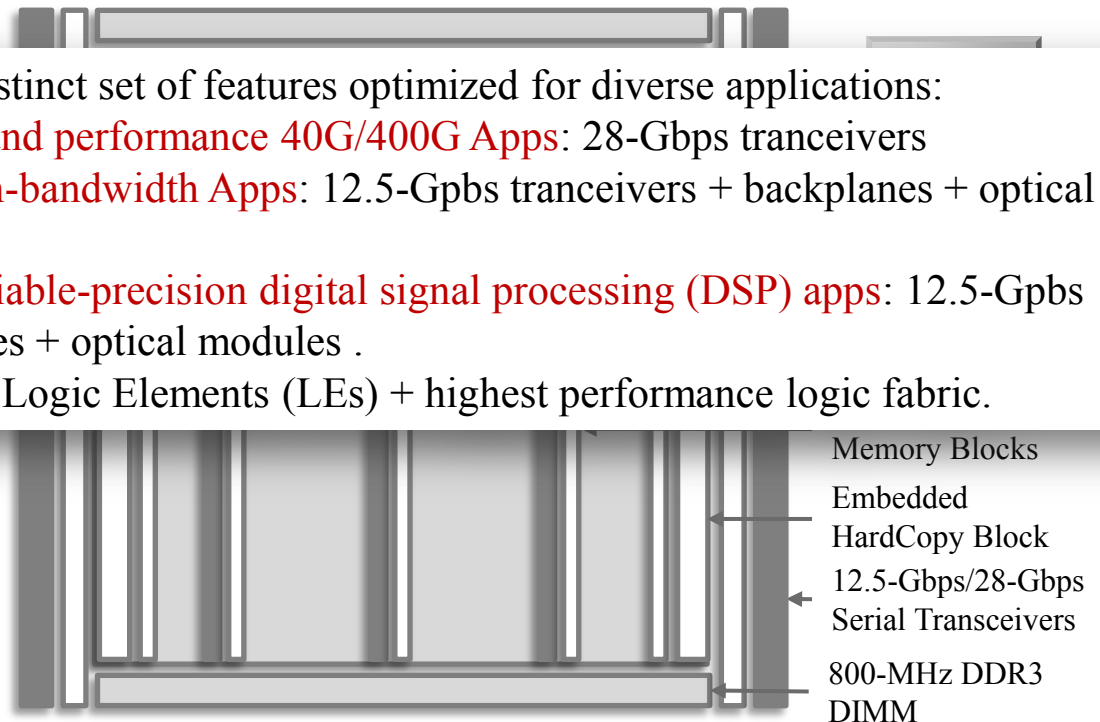 stinct set of features optimized for diverse applications:
nd performance 40G/400G Apps: 28-Gbps tranceivers
-bandwidth Apps: 12.5-Gpbs tranceivers + backplanes + optical
iable-precision digital signal processing (DSP) apps: 12.5-Gpbs
es + optical modules .
Logic Elements (LEs) + highest performance logic fabric.
Memory Blocks
Embedded
HardCopy Block
12.5-Gbps/28-Gbps
Serial Transceivers
800-MHz DDR3
DIMM